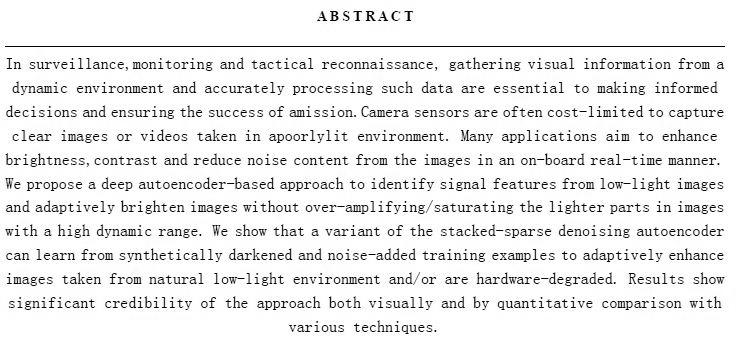 ABSTRACT
In surveillance, monitoring and tactical reconnaissance, gathering visual information from a
dynamic environment and accurately processing such data are essential to making informed
decisions and ensuring the success of amission. Camera sensors are often cost-limited to capture
clear images or videos taken in apoorlylit environment. Many applications aim to enhance
brightness, contrast and reduce noise content from the images in an on-board real-time manner.
We propose a deep autoencoder-based approach to identify signal features from low-light images
and adaptively brighten images without over-amplifying/saturating the lighter parts in images
with a high dynamic range. We show that a variant of the stacked-sparse denoising autoencoder
can learn from synthetically darkened and noise-added training examples to adaptively enhance
images taken from natural low-light environment and/or are hardware-degraded. Results show
significant credibility of the approach both visually and by quantitative comparison with
various techniques.